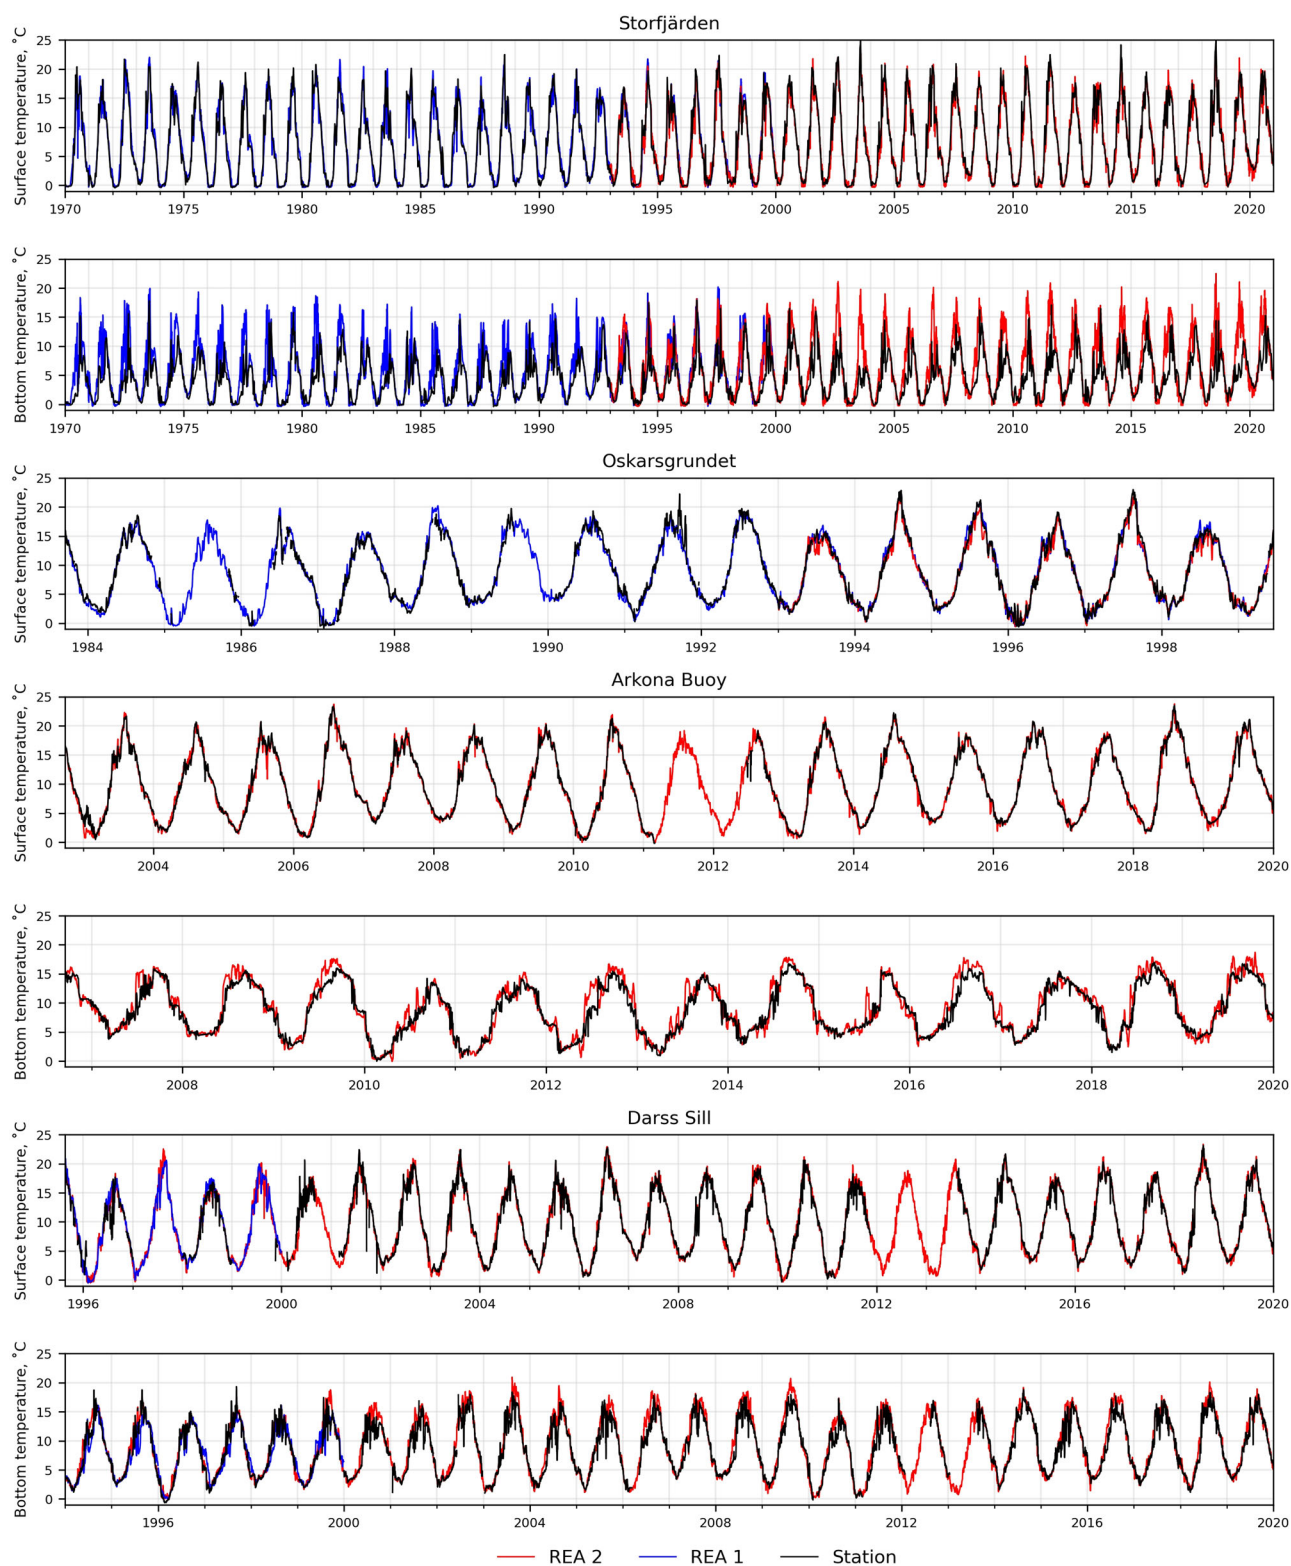 Storfjärden
Surface temperature, °C
25
20
15
10
5
0
1970 1975 1980 1985 1990 1995 2000 2005 2010 2015 2020
Bottom temperature, °C
25
20
15
10
5
0
1970 1975 1980 1985 1990 1995 2000 2005 2010 2015 2020
Oskarsgrundet
Surface temperature, °C
25
20
15
10
5
0
1984 1986 1988 1990 1992 1994 1996 1998
Arkona Buoy
Surface temperature, °C
25
20
15
10
5
0
2004 2006 2008 2010 2012 2014 2016 2018 2020
Bottom temperature, °C
25
20
15
10
5
0
2008 2010 2012 2014 2016 2018 2020
Darss Sill
Surface temperature, °C
25
20
15
10
5
0
1996 2000 2004 2008 2012 2016 2020
Bottom temperature, °C
25
20
15
10
5
0
1996 2000 2004 2008 2012 2016 2020
REA 2 REA 1 Station